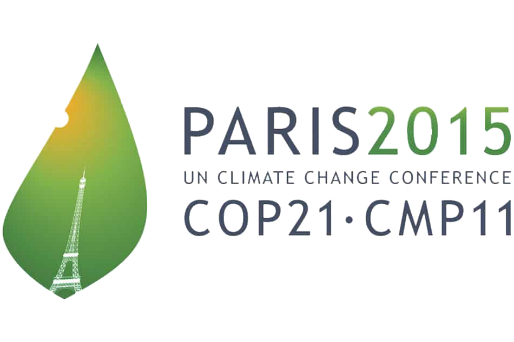 PARIS2015
UN CLIMATE CHANGE CONFERENCE
COP21·CMP11